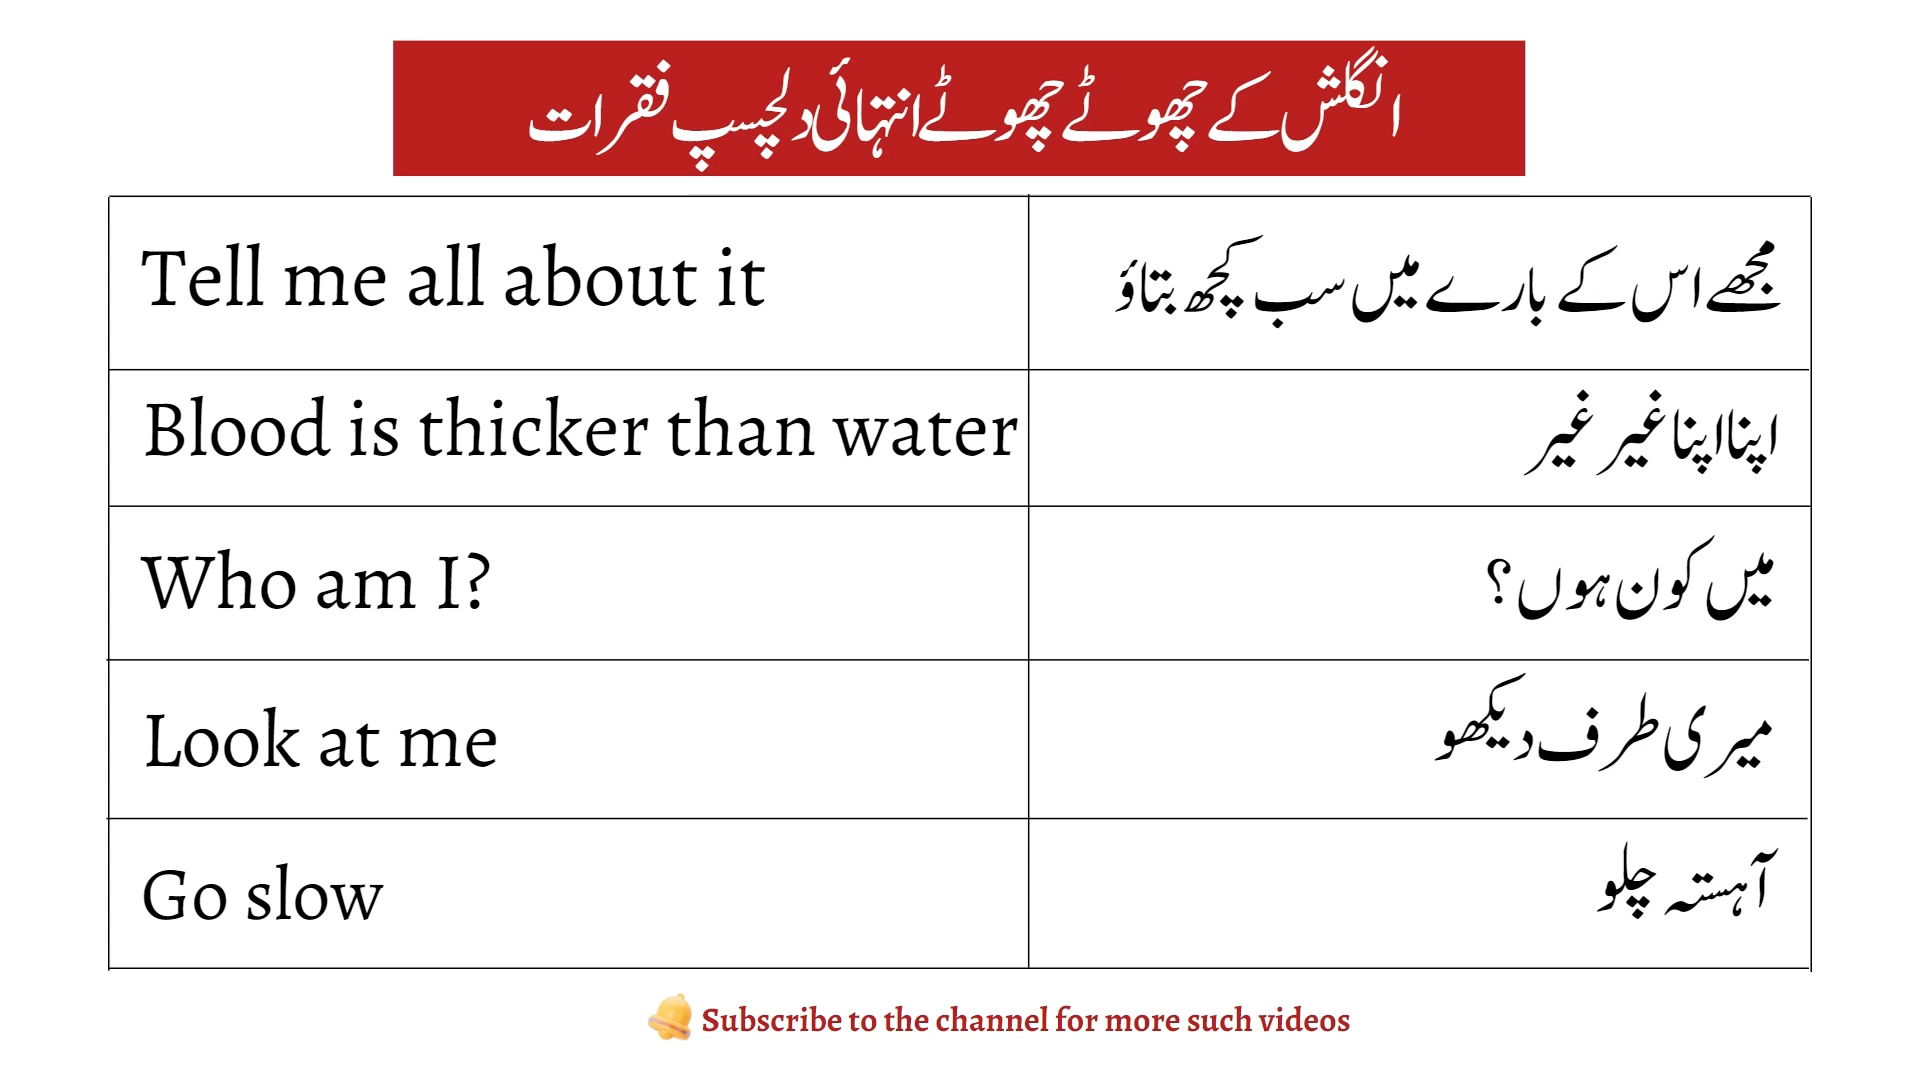 انگلش کے چھوٹے چھوٹے انتہائی دلچسپ فقرات
Tell me all about it
مجھے اس کے بارے میں سب کچھ بتاؤ
Blood is thicker than water
اپنا اپنا غیر غیر
Who am I?
میں کون ہوں؟
Look at me
میری طرف دیکھو
Go slow
آہستہ چلو
Subscribe to the channel for more such videos